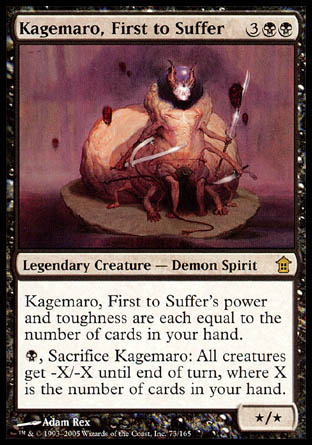 Kagemaro, First to Suffer 3
Legendary Creature — Demon Spirit
Kagemaro, First to Suffer's power
and toughness are each equal to the
number of cards in your hand.
, Sacrifice Kagemaro: All creatures
get -X/-X until end of turn, where X
is the number of cards in your hand.
Adam Rex
™ & © 1993–2005 Wizards of the Coast, Inc. 73/165
*/*